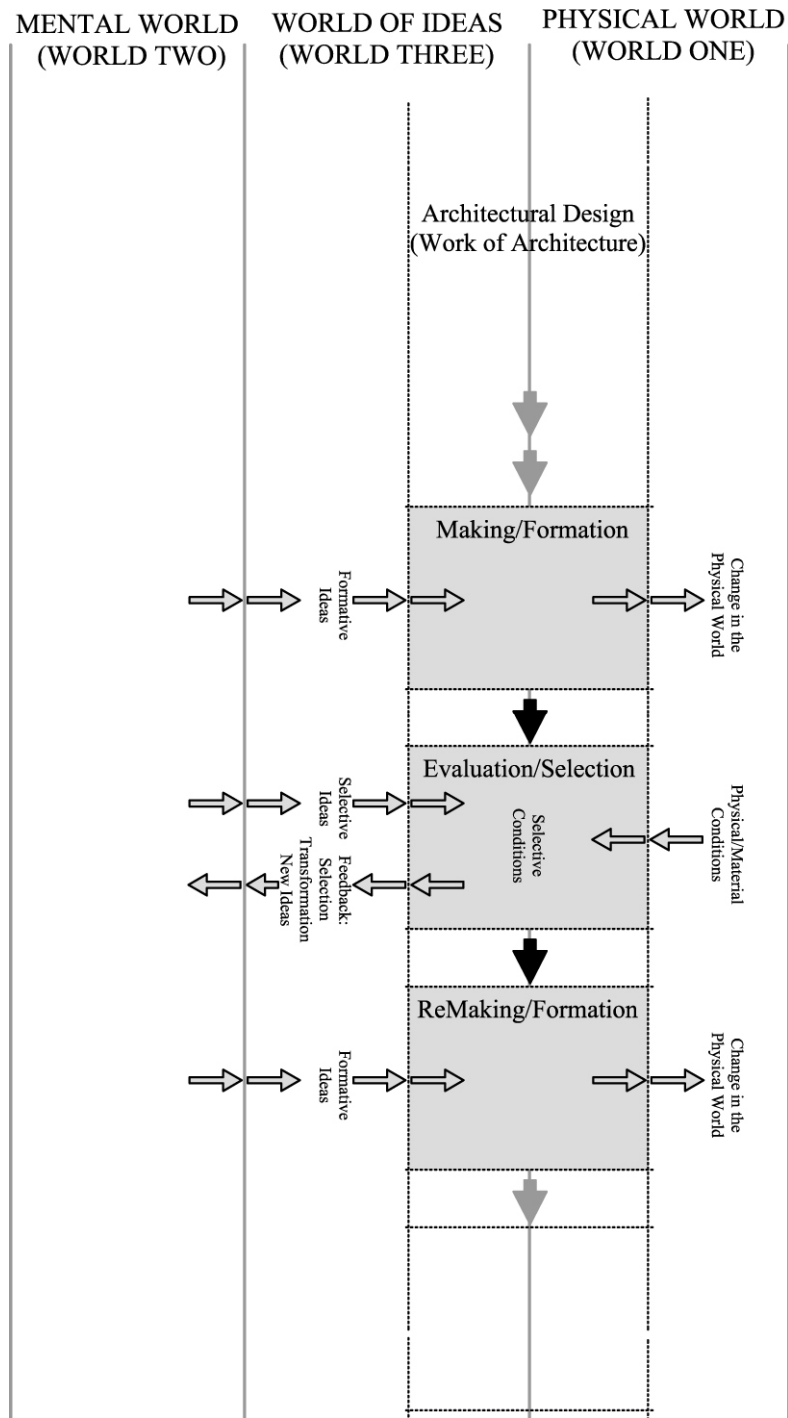 MENTAL WORLD
(WORLD TWO)
WORLD OF IDEAS
(WORLD THREE)
PHYSICAL WORLD
(WORLD ONE)
Architectural Design
(Work of Architecture)
Making/Formation
Formative
Ideas
Change in the
Physical World
Evaluation/Selection
Selective
Ideas
Selective
Conditions
Physical/Material
Conditions
Feedback:
Selection
Transformation
New Ideas
ReMaking/Formation
Formative
Ideas
Change in the
Physical World